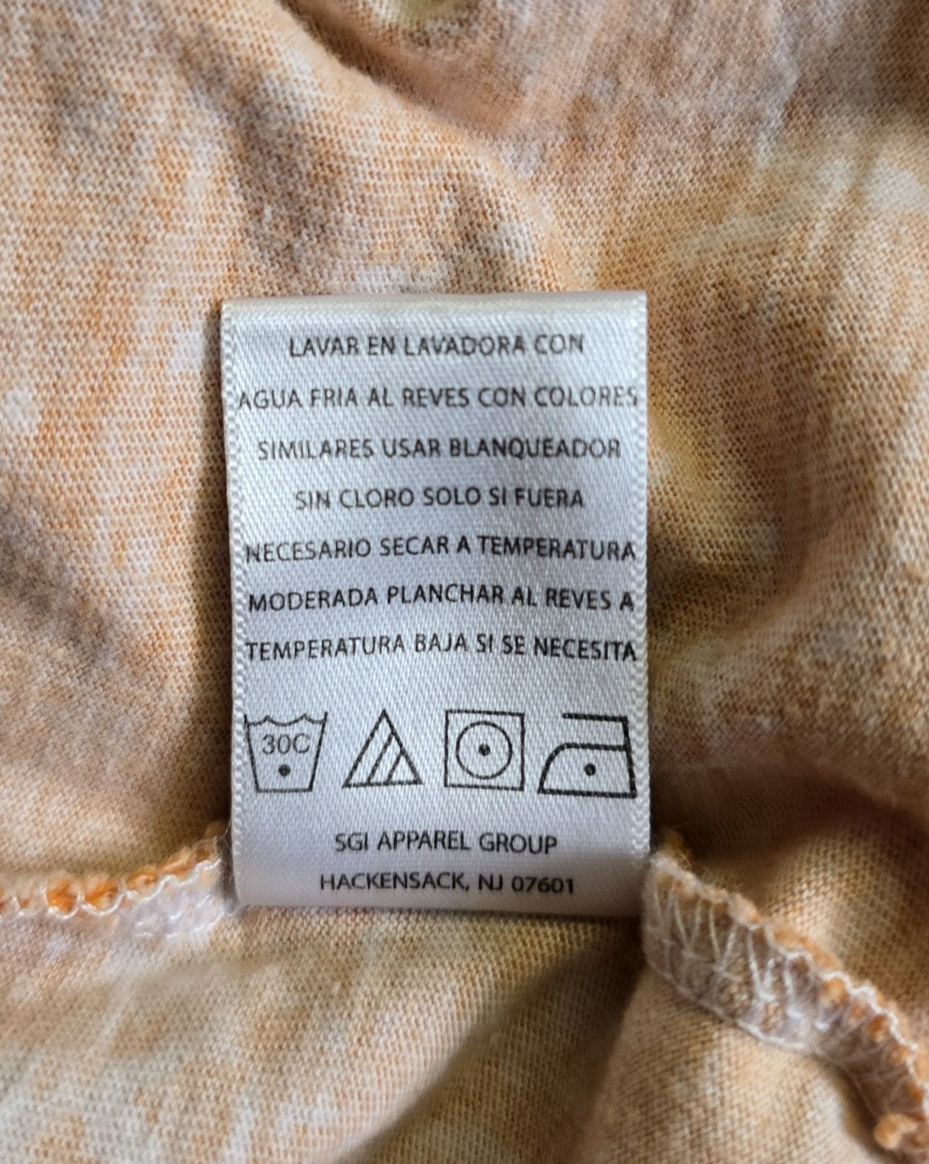 LAVAR EN LAVADORA CON
AGUA FRIA AL REVES CON COLORES
SIMILARES USAR BLANQUEADOR
SIN CLORO SOLO SI FUERA
NECESARIO SECAR A TEMPERATURA
MODERADA PLANCHAR AL REVES A
TEMPERATURA BAJA SI SE NECESITA
30C
SGI APPAREL GROUP
HACKENSACK, NJ 07601